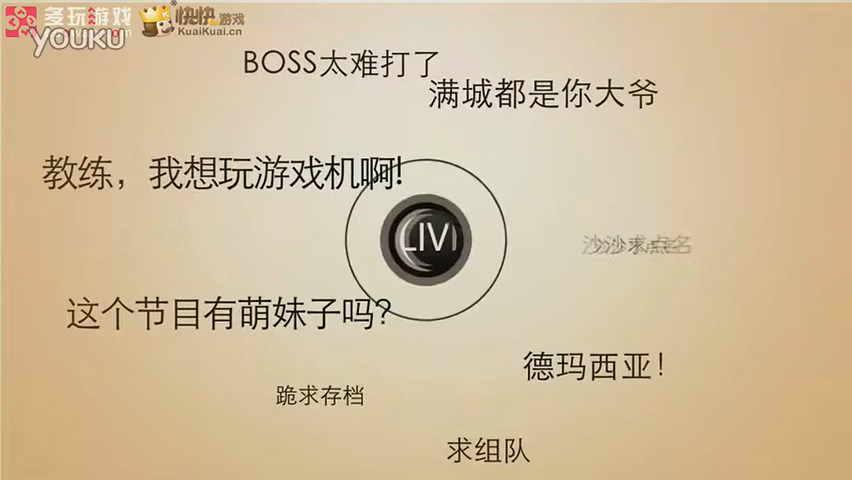 多玩游戏
YOUKU
快快游戏
KuaiKuai.cn
BOSS太难打了
满城都是你大爷
教练，我想玩游戏机啊!
LIVI
沙沙求点名
这个节目有萌妹子吗?
德玛西亚!
跪求存档
求组队